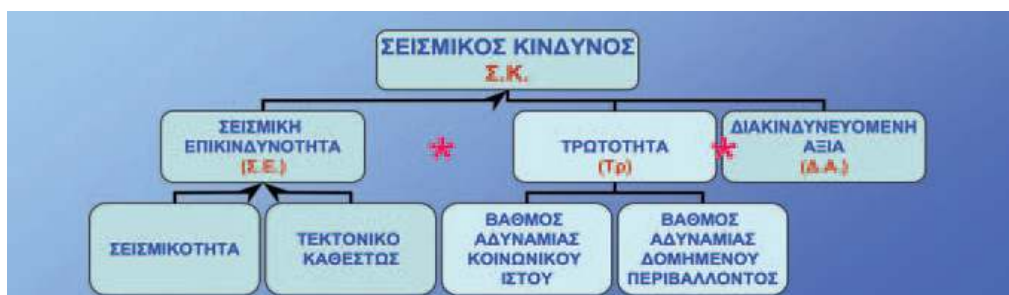 ΣΕΙΣΜΙΚΟΣ ΚΙΝΔΥΝΟΣ
Σ.Κ.
ΣΕΙΣΜΙΚΗ
ΕΠΙΚΙΝΔΥΝΟΤΗΤΑ
(Σ.Ε.)
*
ΤΡΩΤΟΤΗΤΑ
(Τρ)
*
ΔΙΑΚΙΝΔΥΝΕΥΟΜΕΝΗ
ΑΞΙΑ
(Δ.Α.)
ΣΕΙΣΜΙΚΟΤΗΤΑ
ΤΕΚΤΟΝΙΚΟ
ΚΑΘΕΣΤΩΣ
ΒΑΘΜΟΣ
ΑΔΥΝΑΜΙΑΣ
ΚΟΙΝΩΝΙΚΟΥ
ΙΣΤΟΥ
ΒΑΘΜΟΣ
ΑΔΥΝΑΜΙΑΣ
ΔΟΜΗΜΕΝΟΥ
ΠΕΡΙΒΑΛΛΟΝΤΟΣ